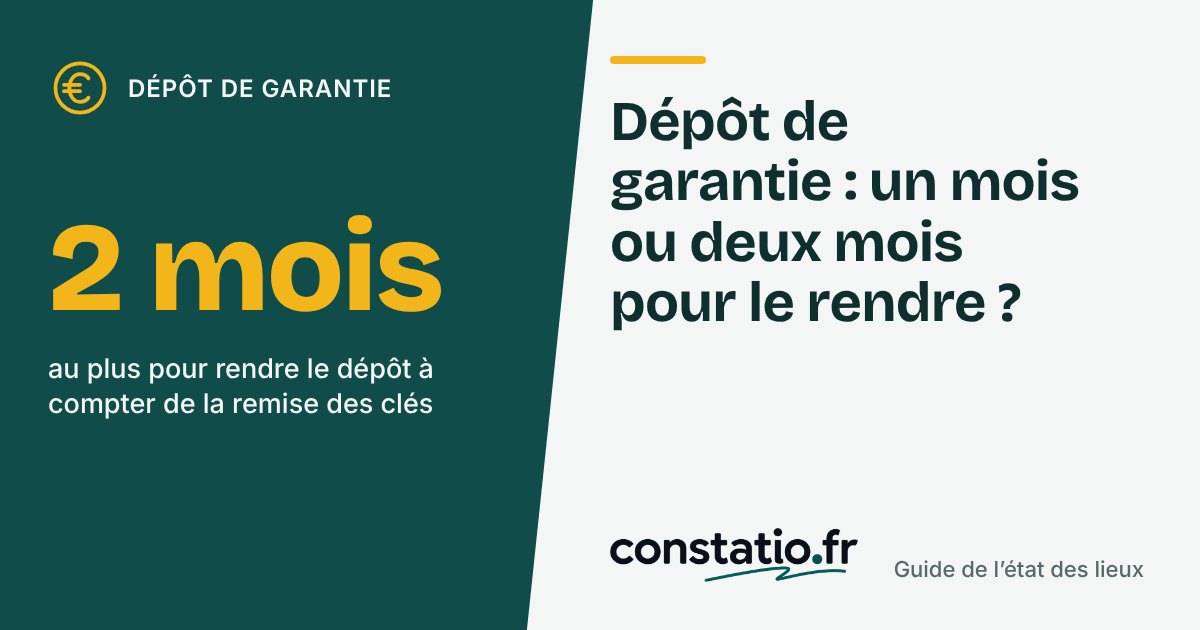 € DÉPÔT DE GARANTIE
2 mois
au plus pour rendre le dépôt à
compter de la remise des clés
Dépôt de
garantie : un mois
ou deux mois
pour le rendre ?
constatio.fr
Guide de l’état des lieux